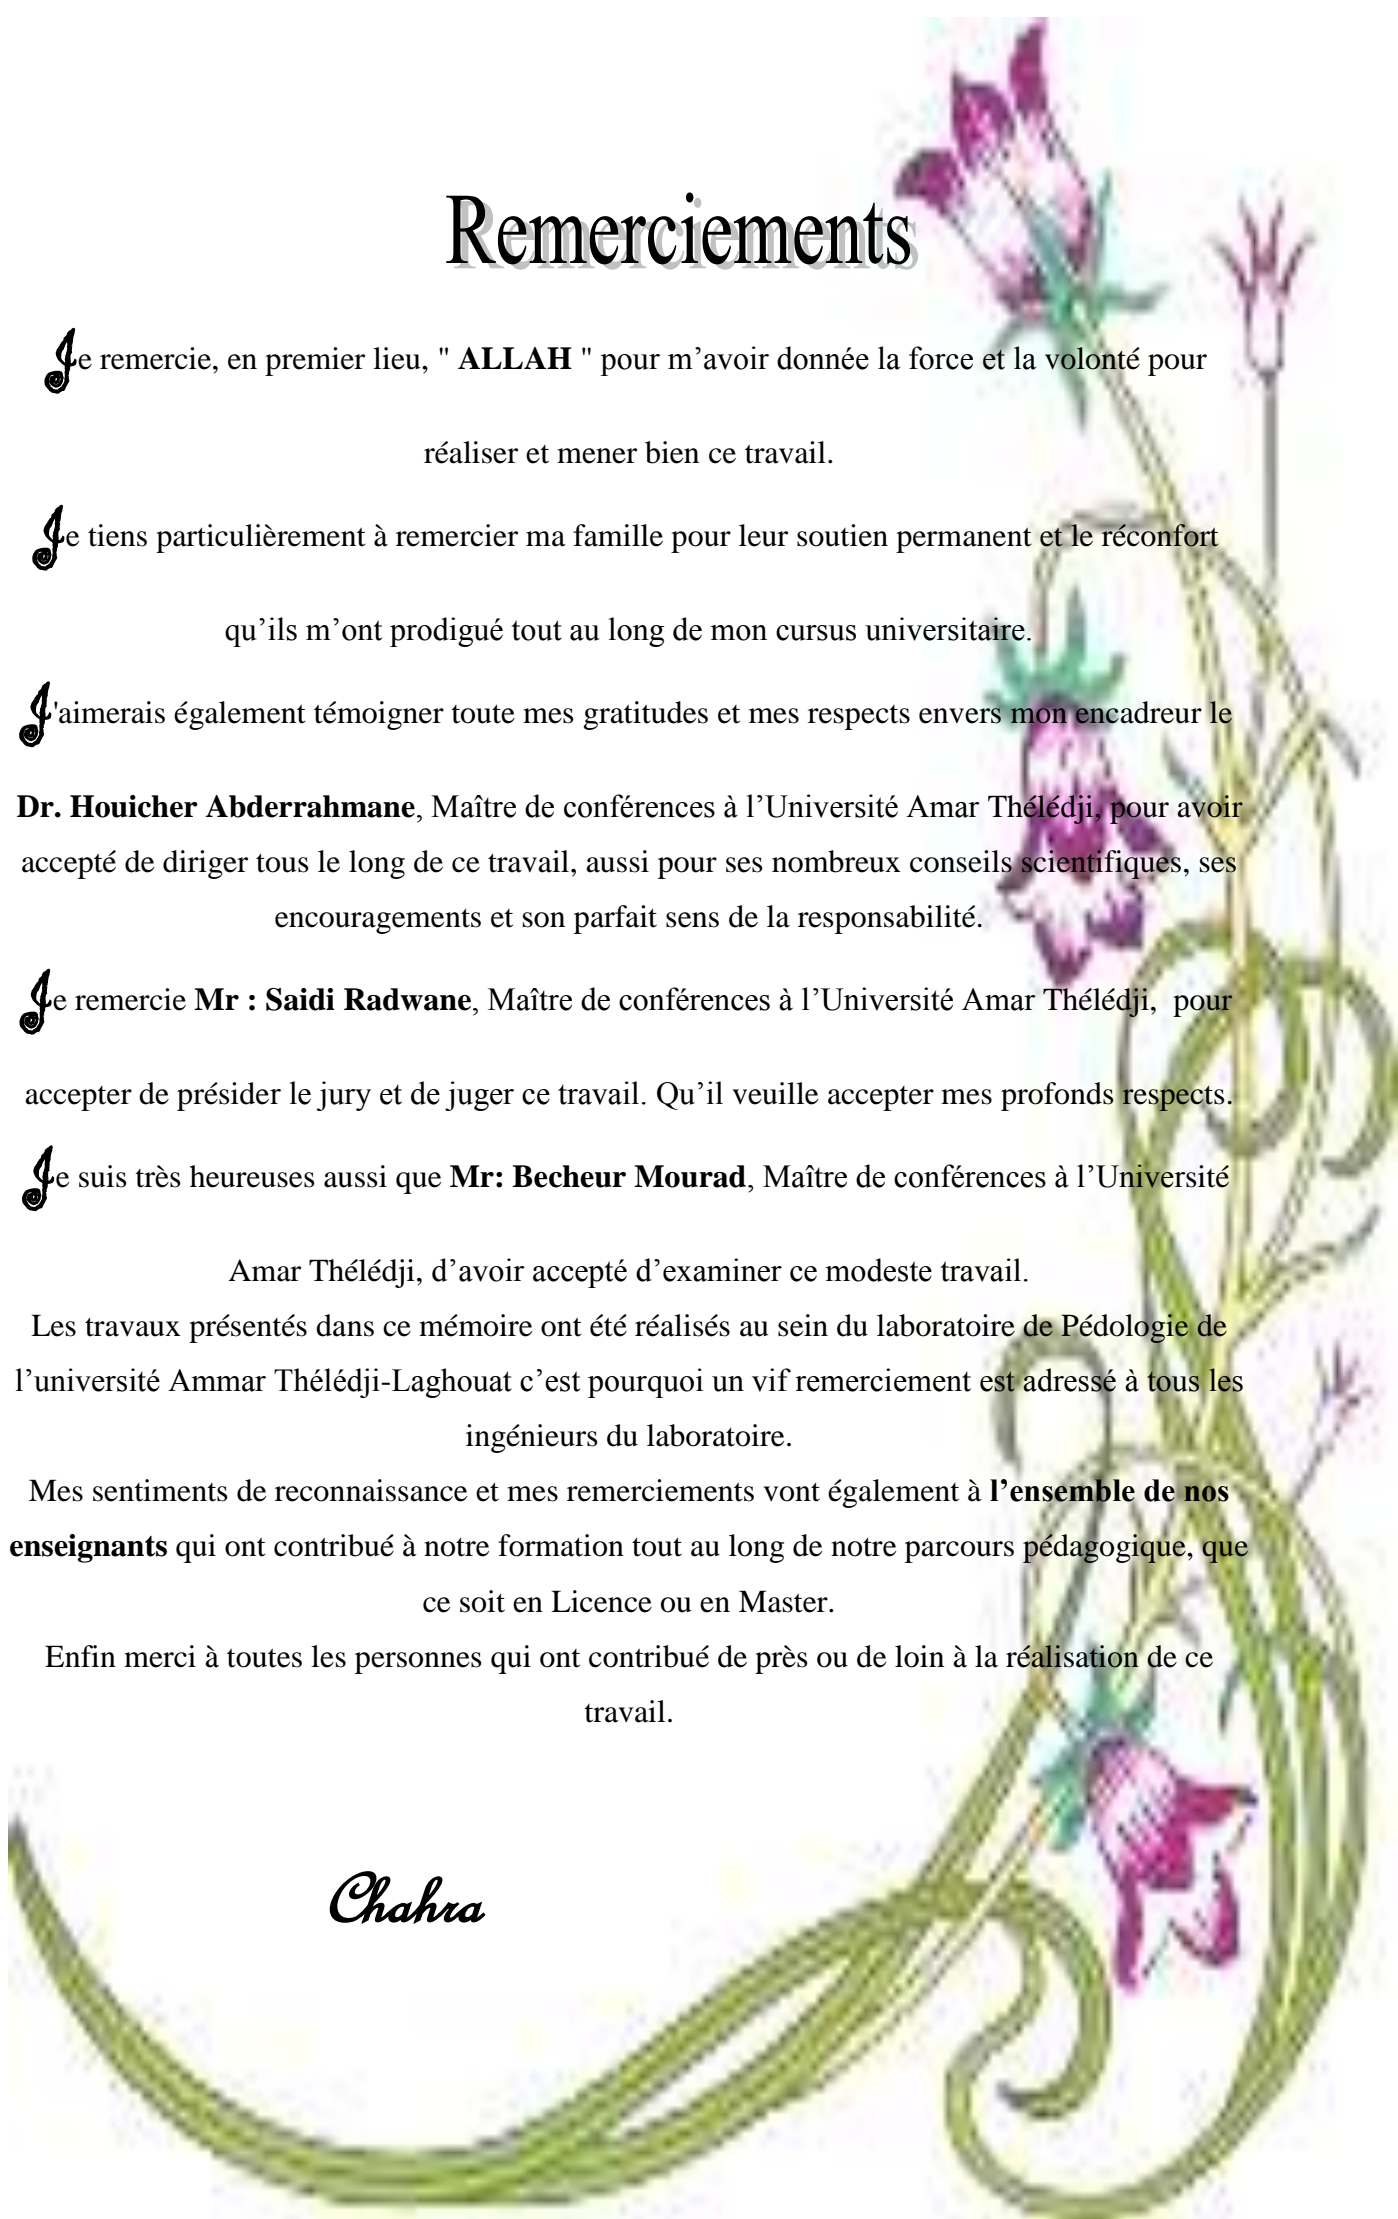 Remerciements
Je remercie, en premier lieu, " ALLAH " pour m’avoir donnée la force et la volonté pour
réaliser et mener bien ce travail.
Je tiens particulièrement à remercier ma famille pour leur soutien permanent et le réconfort
qu’ils m’ont prodigué tout au long de mon cursus universitaire.
J'aimerais également témoigner toute mes gratitudes et mes respects envers mon encadreur le
Dr. Houicher Abderrahmane, Maître de conférences à l’Université Amar Thélédji, pour avoir
accepté de diriger tous le long de ce travail, aussi pour ses nombreux conseils scientifiques, ses
encouragements et son parfait sens de la responsabilité.
Je remercie Mr : Saidi Radwane, Maître de conférences à l’Université Amar Thélédji,  pour
accepter de présider le jury et de juger ce travail. Qu’il veuille accepter mes profonds respects.
Je suis très heureuses aussi que Mr: Becheur Mourad, Maître de conférences à l’Université
Amar Thélédji, d’avoir accepté d’examiner ce modeste travail.
Les travaux présentés dans ce mémoire ont été réalisés au sein du laboratoire de Pédologie de
l’université Ammar Thélédji-Laghouat c’est pourquoi un vif remerciement est adressé à tous les
ingénieurs du laboratoire.
Mes sentiments de reconnaissance et mes remerciements vont également à l’ensemble de nos
enseignants qui ont contribué à notre formation tout au long de notre parcours pédagogique, que
ce soit en Licence ou en Master.
Enfin merci à toutes les personnes qui ont contribué de près ou de loin à la réalisation de ce
travail.
Chahra